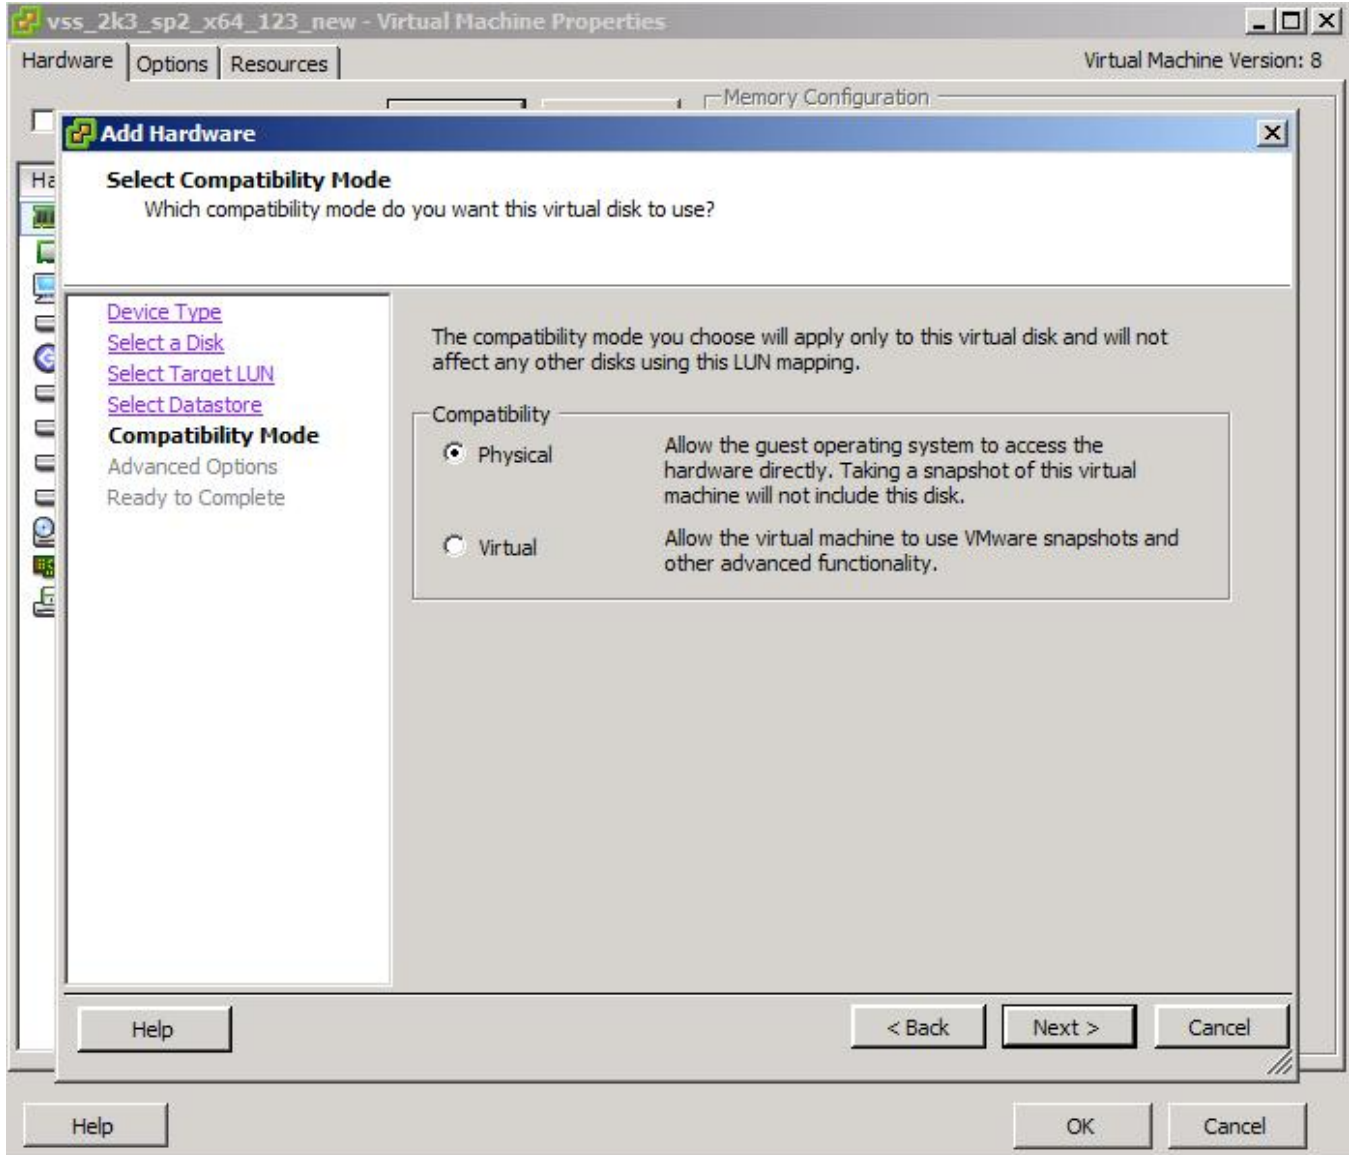 vss_2k3_sp2_x64_123_new - Virtual Machine Properties
Hardware Options Resources Virtual Machine Version: 8
Memory Configuration
Add Hardware
Select Compatibility Mode
Which compatibility mode do you want this virtual disk to use?
Device Type
Select a Disk
Select Target LUN
Select Datastore
Compatibility Mode
Advanced Options
Ready to Complete
The compatibility mode you choose will apply only to this virtual disk and will not
affect any other disks using this LUN mapping.
Compatibility
Physical
Allow the guest operating system to access the
hardware directly. Taking a snapshot of this virtual
machine will not include this disk.
Virtual
Allow the virtual machine to use VMware snapshots and
other advanced functionality.
Help < Back Next > Cancel
Help OK Cancel